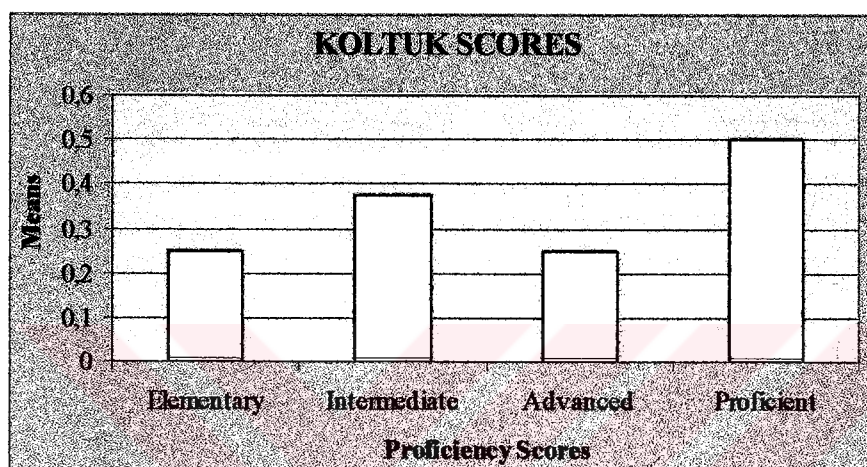 KOLTUK SCORES
0,6
0,5
0,4
0,3
0,2
0,1
0
Means
Elementary Intermediate Advanced Proficient
Proficiency Scores